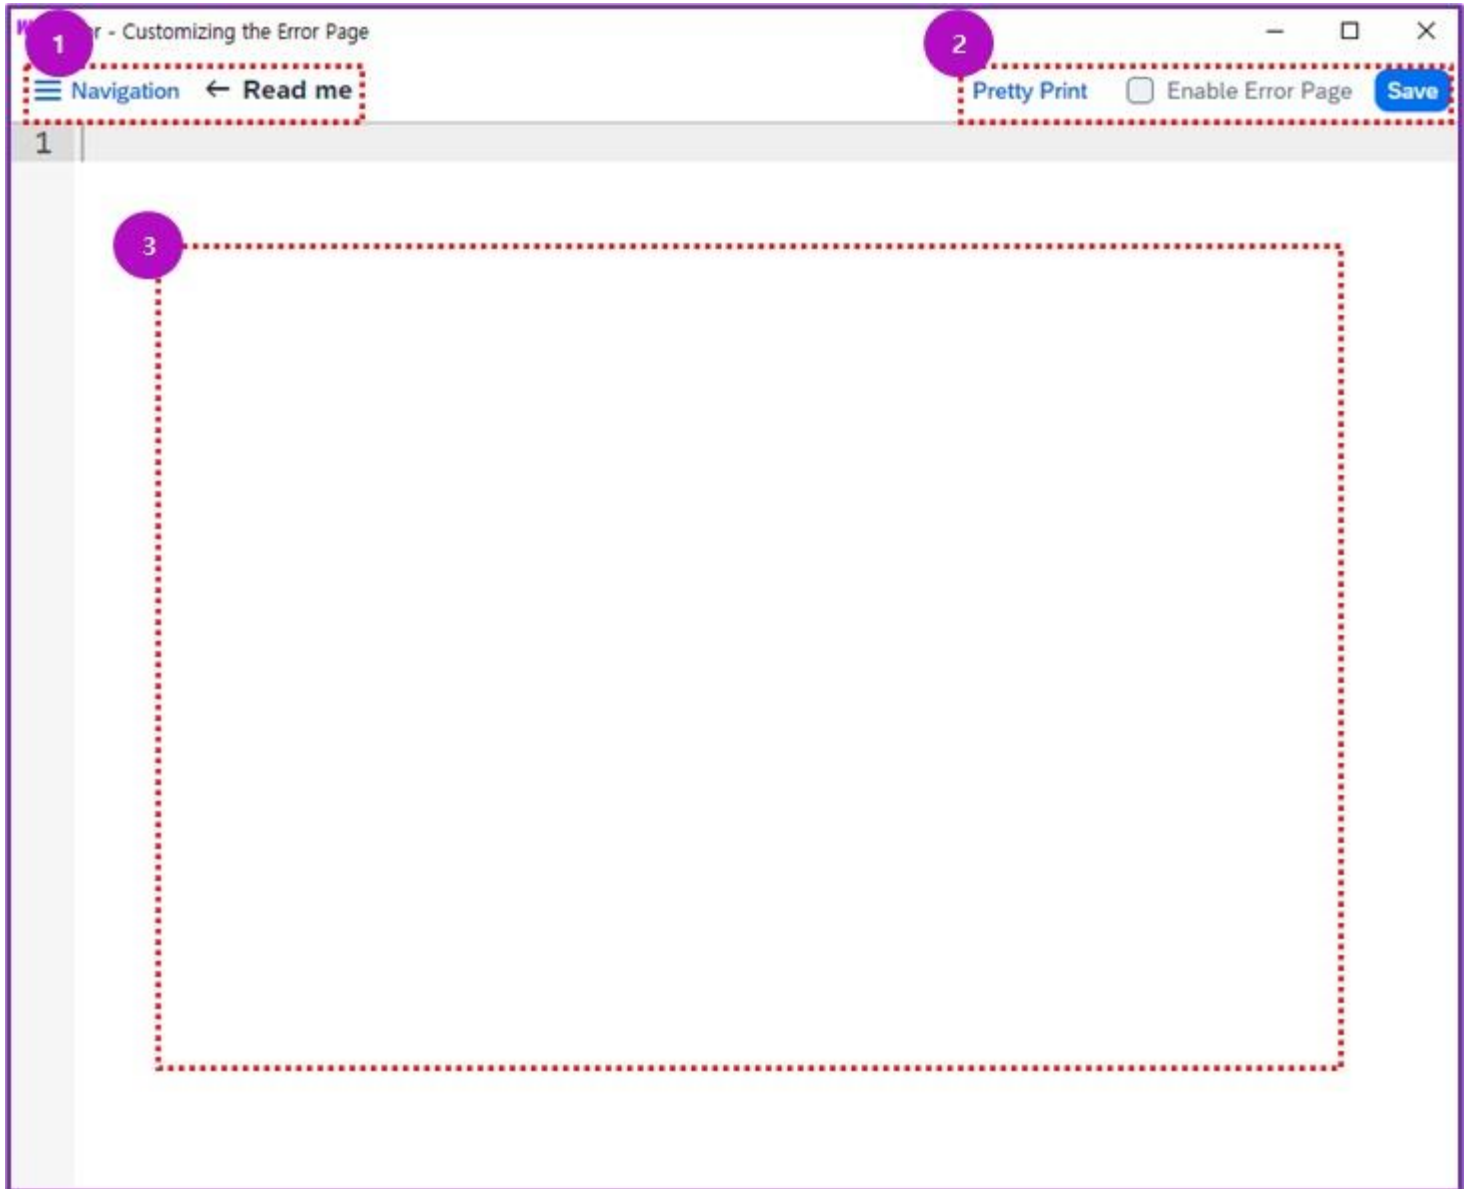 r - Customizing the Error Page
1
2
Navigation ← Read me
Pretty Print Enable Error Page Save
1
3